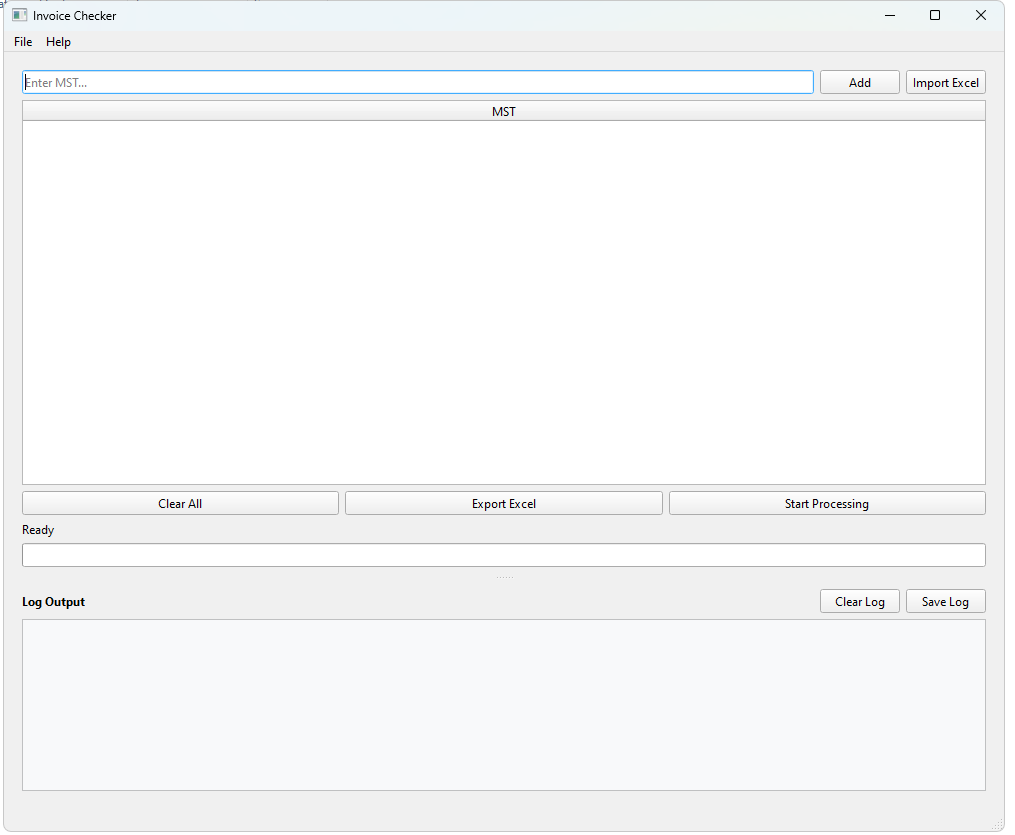 Invoice Checker
File Help
Enter MST...
Add
Import Excel
MST
Clear All
Export Excel
Start Processing
Ready
Log Output
Clear Log
Save Log